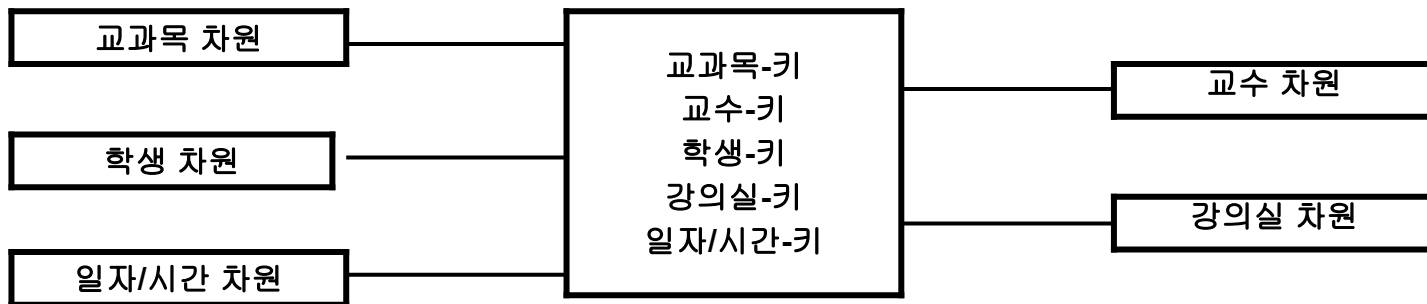 교과목 차원
학생 차원
일자/시간 차원
교과목-키
교수-키
학생-키
강의실-키
일자/시간-키
교수 차원
강의실 차원